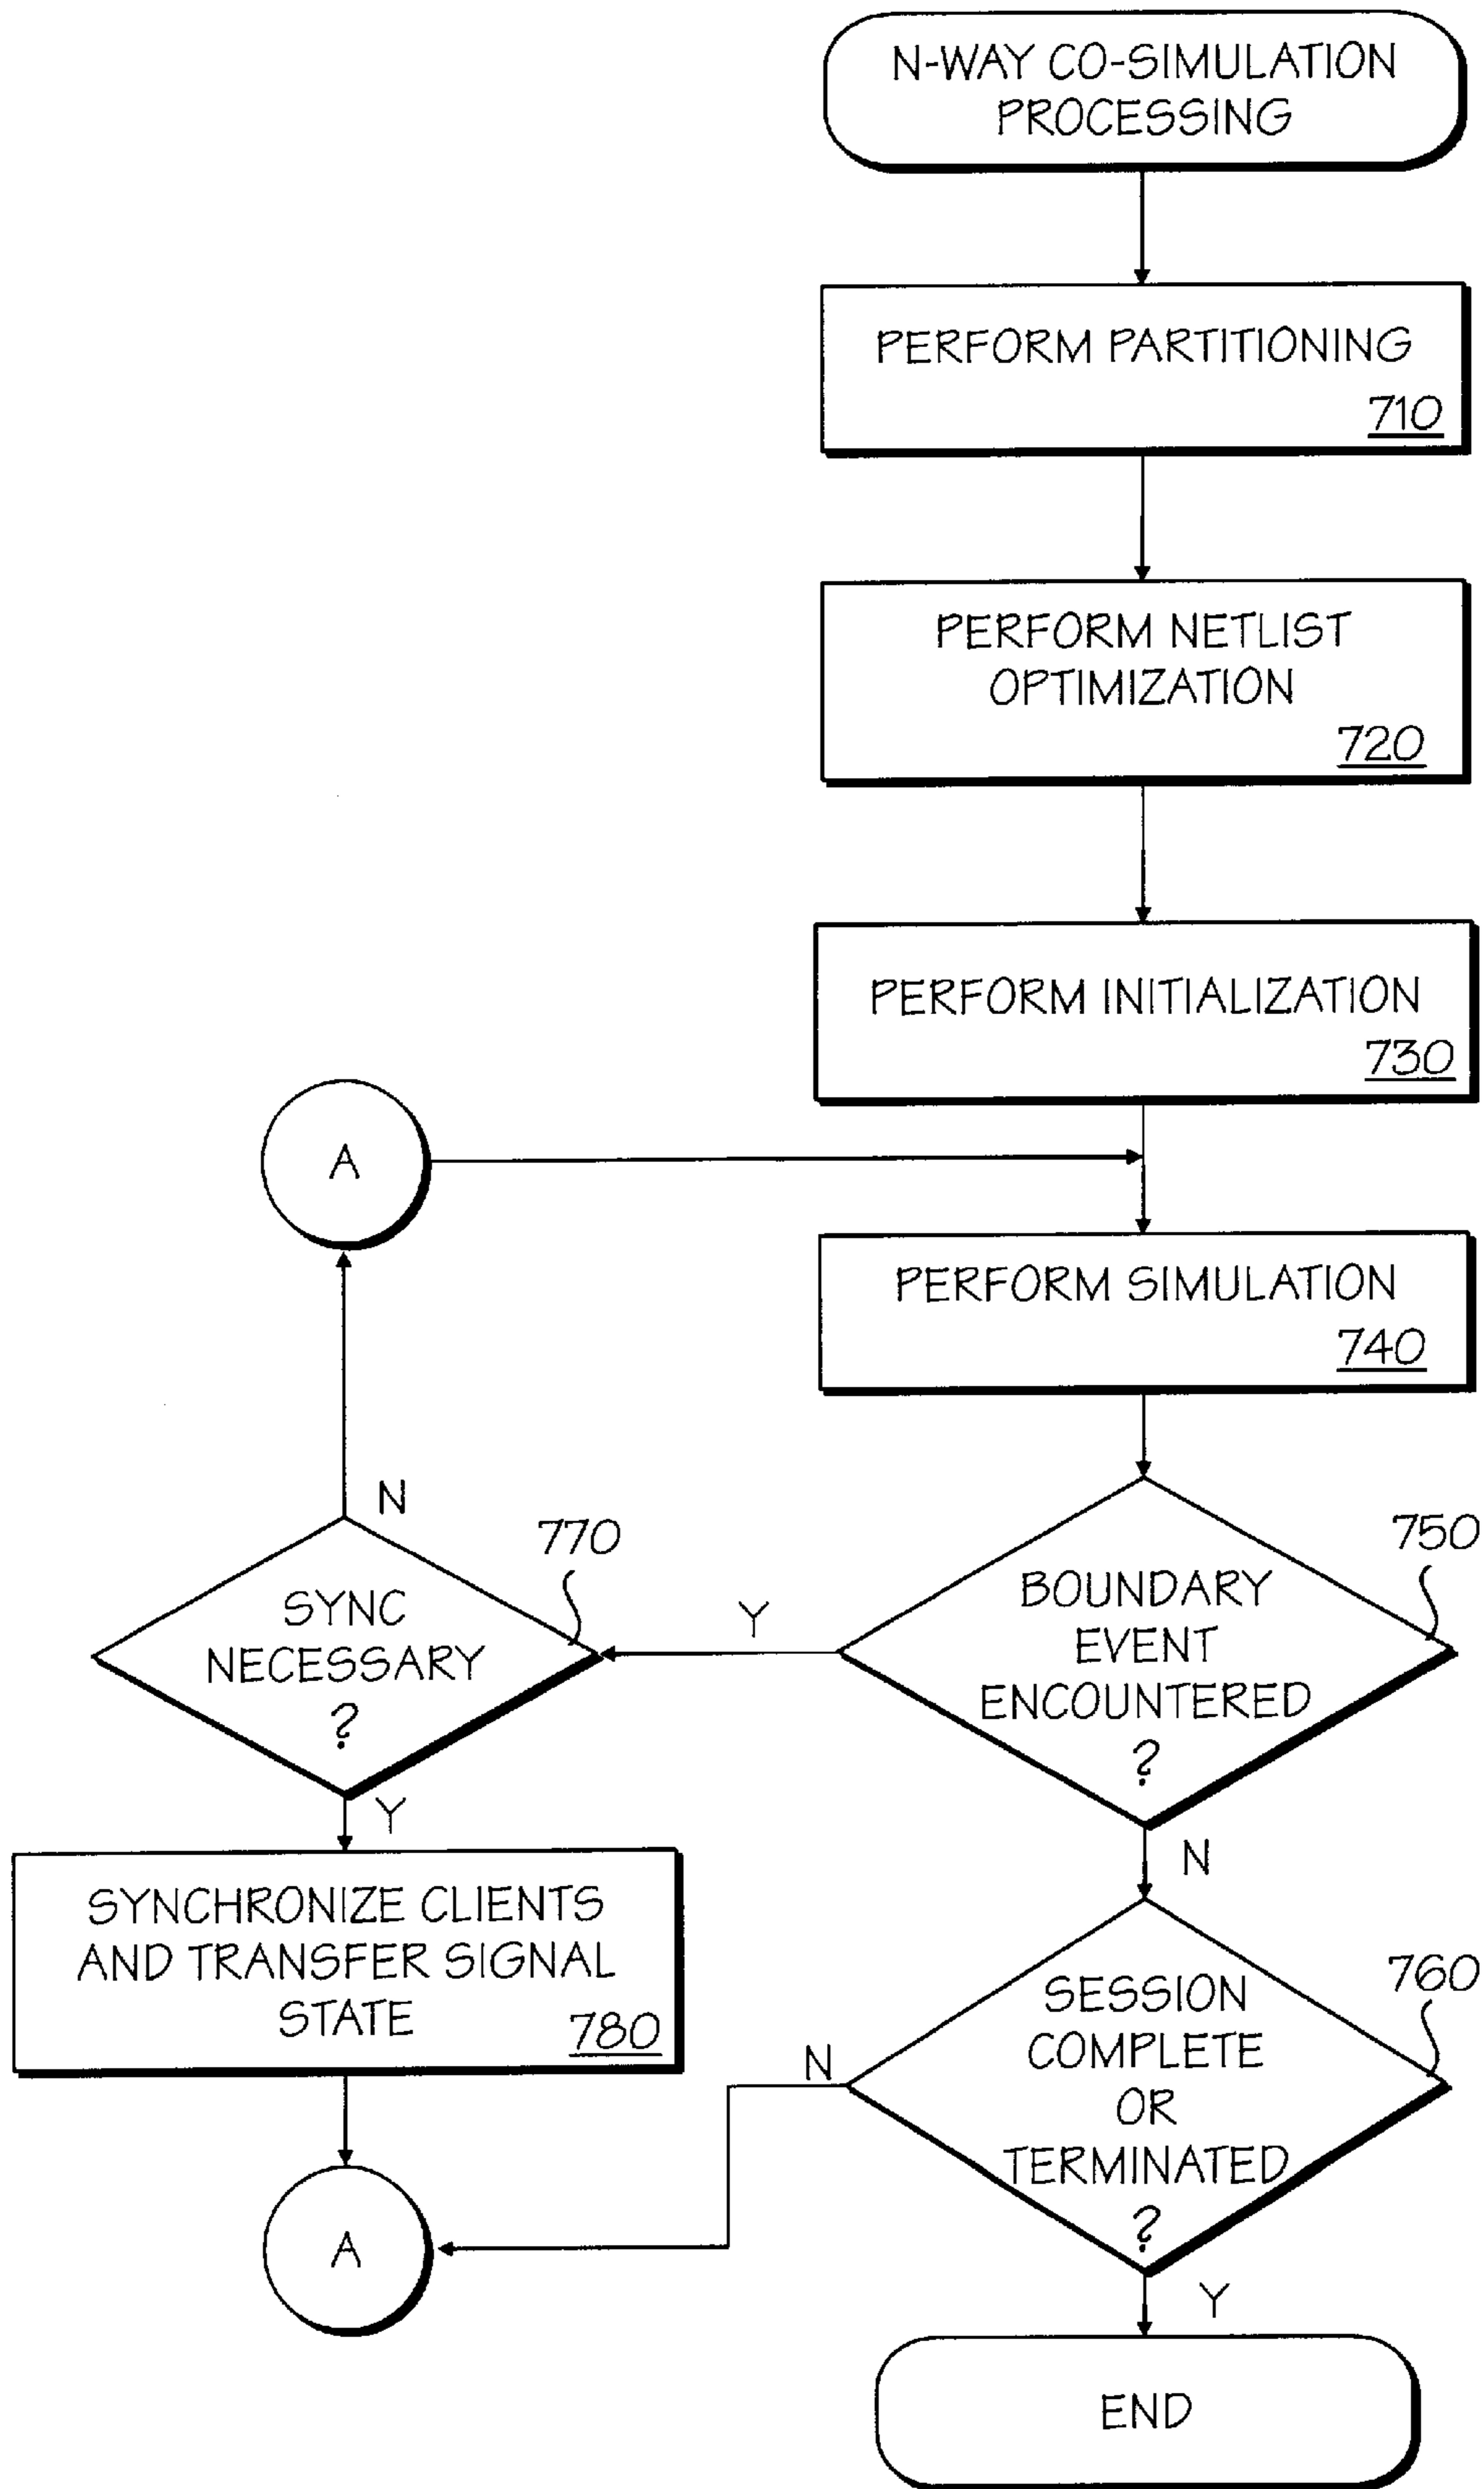 N-WAY CO-SIMULATION
PROCESSING
PERFORM PARTITIONING
710
PERFORM NETLIST
OPTIMIZATION
720
PERFORM INITIALIZATION
730
A
PERFORM SIMULATION
740
N
770
SYNC
NECESSARY
?
Y
Y
750
BOUNDARY
EVENT
ENCOUNTERED
?
N
SYNCHRONIZE CLIENTS
AND TRANSFER SIGNAL
STATE
780
760
SESSION
COMPLETE
OR
TERMINATED
?
N
A
Y
END